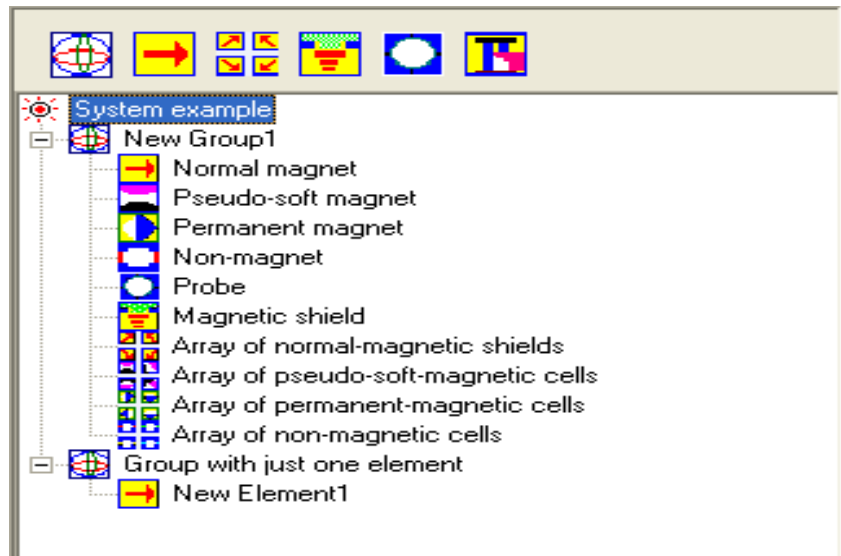 System example
New Group1
Normal magnet
Pseudo-soft magnet
Permanent magnet
Non-magnet
Probe
Magnetic shield
Array of normal-magnetic shields
Array of pseudo-soft-magnetic cells
Array of permanent-magnetic cells
Array of non-magnetic cells
Group with just one element
New Element1